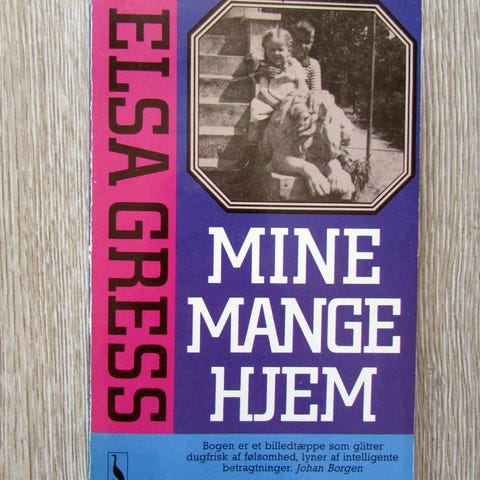 ELSA GRESS
MINE
MANGE
HJEM
Bogen er et billedtæppe som glitrer
dugfrisk af følsomhed, lyner af intelligente
betragtninger. Johan Borgen